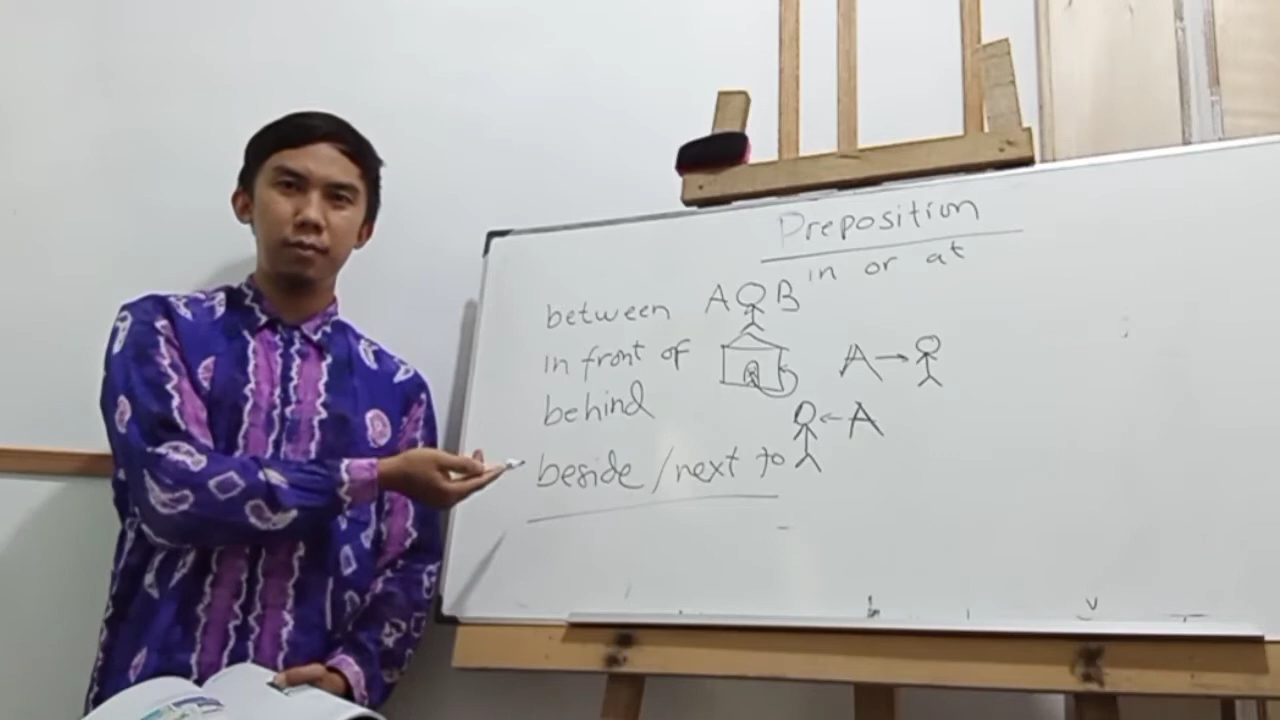 Preposition
in or at
between A B
in front of A
behind A
beside / next to